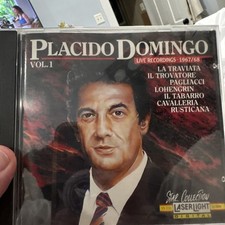 PLACIDO DOMINGO
VOL. 1
LIVE RECORDINGS · 1967/68
LA TRAVIATA
IL TROVATORE
PAGLIACCI
LOHENGRIN
IL TABARRO
CAVALLERIA
RUSTICANA
Star Collection
LASERLIGHT
DIGITAL